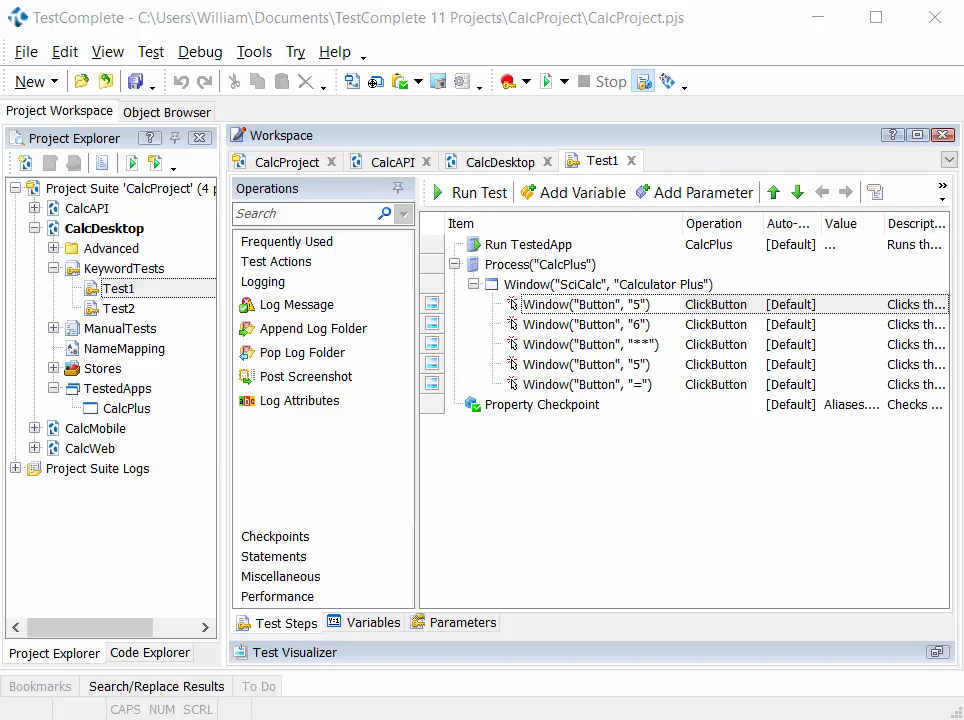 TestComplete - C:\Users\William\Documents\TestComplete 11 Projects\CalcProject\CalcProject.pjs
File Edit View Test Debug Tools Try Help
New Stop
Project Workspace Object Browser
Project Explorer
Workspace
CalcProject CalcAPI CalcDesktop Test1
Project Suite 'CalcProject' (4 p
CalcAPI
CalcDesktop
Advanced
KeywordTests
Test1
Test2
ManualTests
NameMapping
Stores
TestedApps
CalcPlus
CalcMobile
CalcWeb
Project Suite Logs
Operations
Search
Frequently Used
Test Actions
Logging
Log Message
Append Log Folder
Pop Log Folder
Post Screenshot
Log Attributes
Checkpoints
Statements
Miscellaneous
Performance
Run Test Add Variable Add Parameter
Item Operation Auto-... Value Descript...
Run TestedApp CalcPlus [Default] ... Runs th...
Process("CalcPlus")
Window("SciCalc", "Calculator Plus")
Window("Button", "5") ClickButton [Default] Clicks th...
Window("Button", "6") ClickButton [Default] Clicks th...
Window("Button", "**") ClickButton [Default] Clicks th...
Window("Button", "5") ClickButton [Default] Clicks th...
Window("Button", "=") ClickButton [Default] Clicks th...
Property Checkpoint [Default] Aliases.... Checks ...
Test Steps Variables Parameters
Project Explorer Code Explorer
Test Visualizer
Bookmarks Search/Replace Results To Do
CAPS NUM SCRL